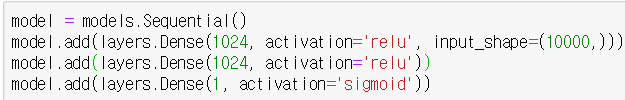 model = models.Sequential()
model.add(layers.Dense(1024, activation='relu', input_shape=(10000,)))
model.add(layers.Dense(1024, activation='relu'))
model.add(layers.Dense(1, activation='sigmoid'))